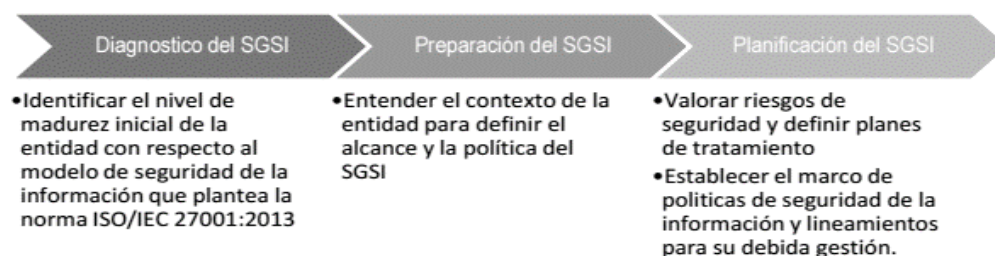 Diagnostico del SGSI
Preparación del SGSI
Planificación del SGSI
•Identificar el nivel de
madurez inicial de la
entidad con respecto al
modelo de seguridad de la
información que plantea la
norma ISO/IEC 27001:2013
•Entender el contexto de la
entidad para definir el
alcance y la política del
SGSI
•Valorar riesgos de
seguridad y definir planes
de tratamiento
•Establecer el marco de
politicas de seguridad de la
información y lineamientos
para su debida gestión.